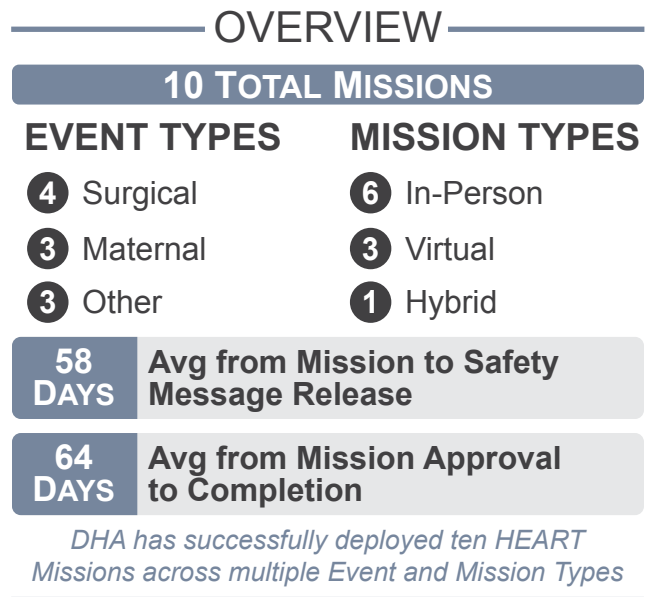 OVERVIEW
10 TOTAL MISSIONS
EVENT TYPES
4 Surgical
3 Maternal
3 Other
MISSION TYPES
6 In-Person
3 Virtual
1 Hybrid
58
DAYS
Avg from Mission to Safety
Message Release
64
DAYS
Avg from Mission Approval
to Completion
DHA has successfully deployed ten HEART
Missions across multiple Event and Mission Types